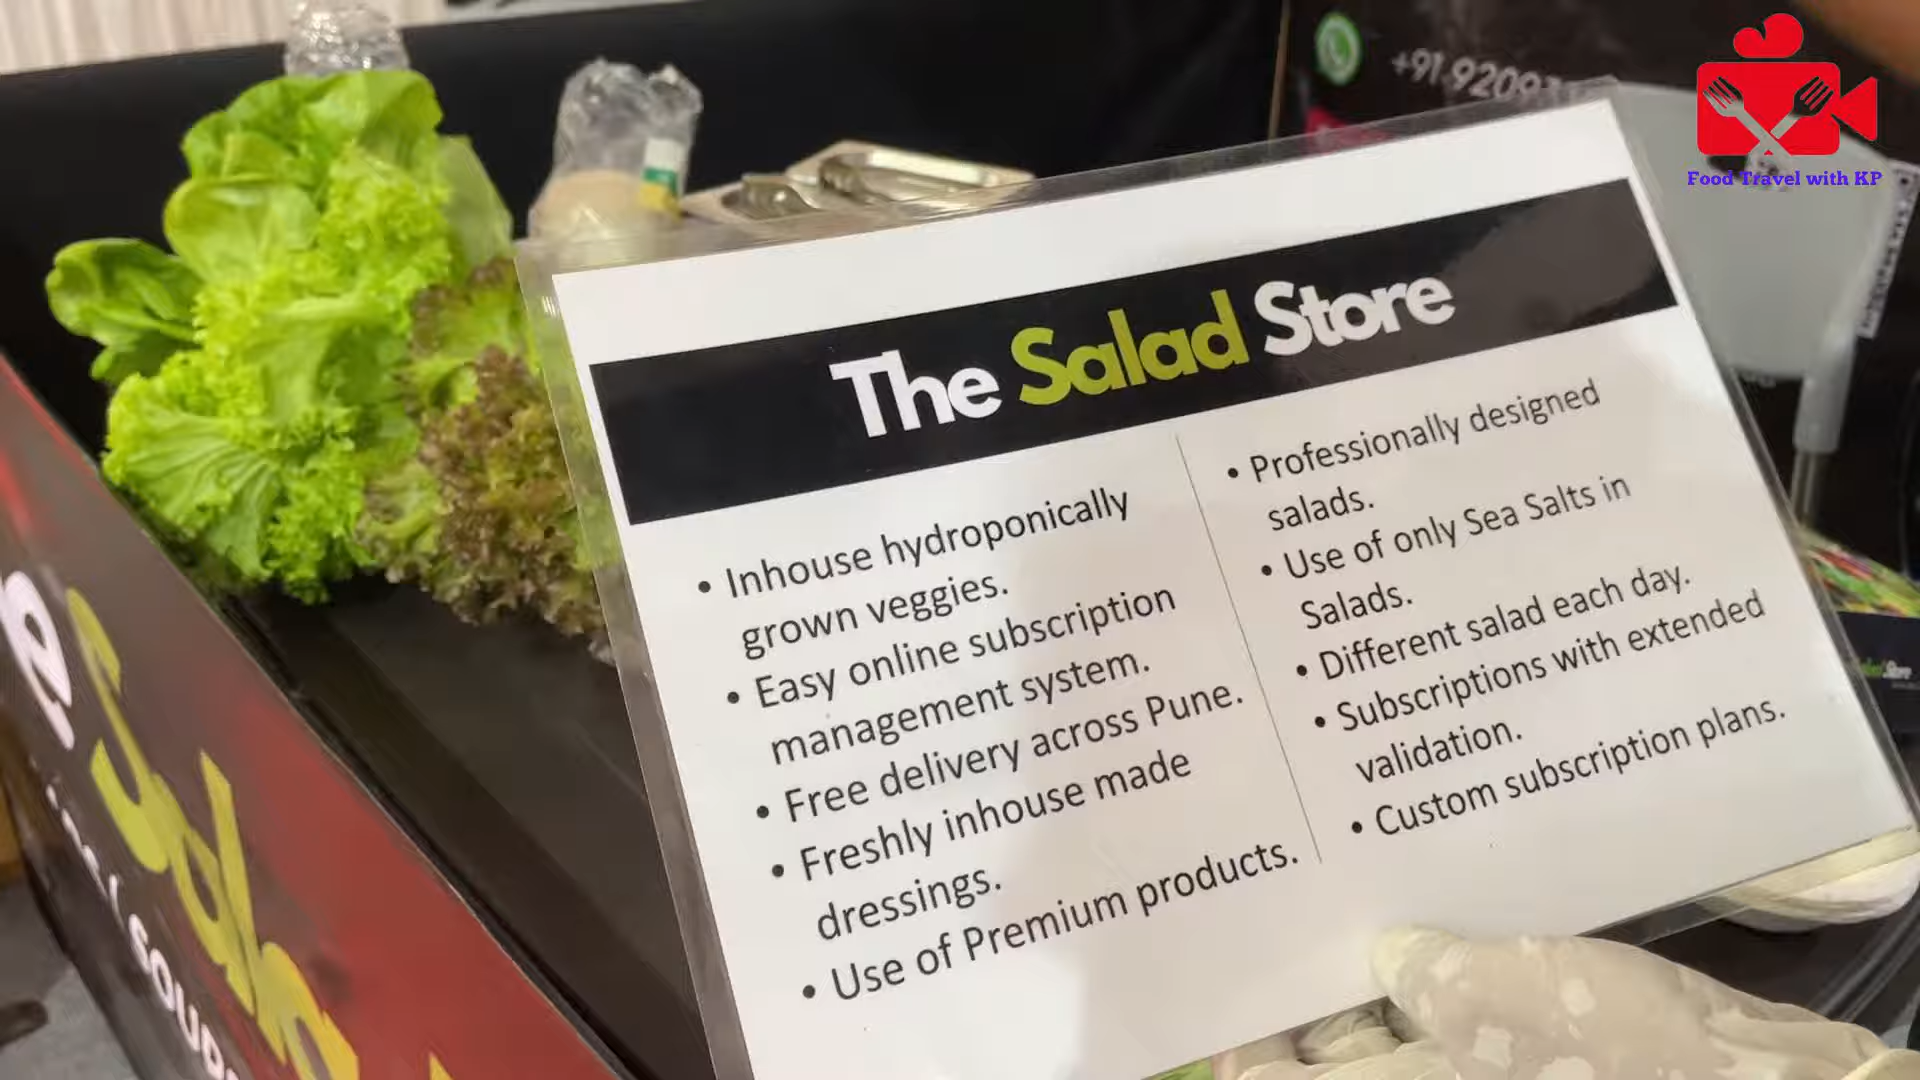 +91-9209
Food Travel with KP
The Salad Store
• Inhouse hydroponically
grown veggies.
• Easy online subscription
management system.
• Free delivery across Pune.
• Freshly inhouse made
dressings.
• Use of Premium products.
• Professionally designed
salads.
• Use of only Sea Salts in
Salads.
• Different salad each day.
• Subscriptions with extended
validation.
• Custom subscription plans.